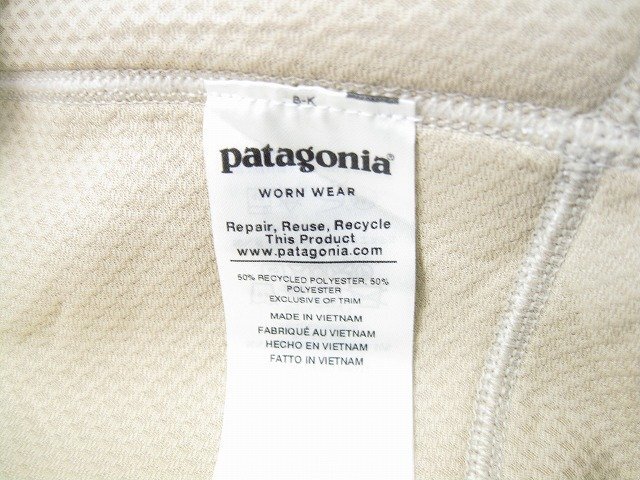 B-K
patagonia®
WORN WEAR
Repair, Reuse, Recycle
This Product
www.patagonia.com
50% RECYCLED POLYESTER, 50%
POLYESTER
EXCLUSIVE OF TRIM
MADE IN VIETNAM
FABRIQUÉ AU VIETNAM
HECHO EN VIETNAM
FATTO IN VIETNAM